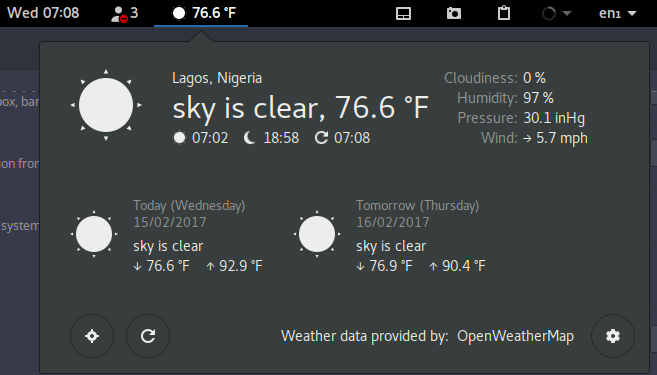 Wed 07:08 3 76.6 °F en₁
Lagos, Nigeria
sky is clear, 76.6 °F
07:02 18:58 07:08
Cloudiness: 0 %
Humidity: 97 %
Pressure: 30.1 inHg
Wind: → 5.7 mph
box, bar
ion from
system
Today (Wednesday)
15/02/2017
sky is clear
↓ 76.6 °F ↑ 92.9 °F
Tomorrow (Thursday)
16/02/2017
sky is clear
↓ 76.9 °F ↑ 90.4 °F
Weather data provided by: OpenWeatherMap